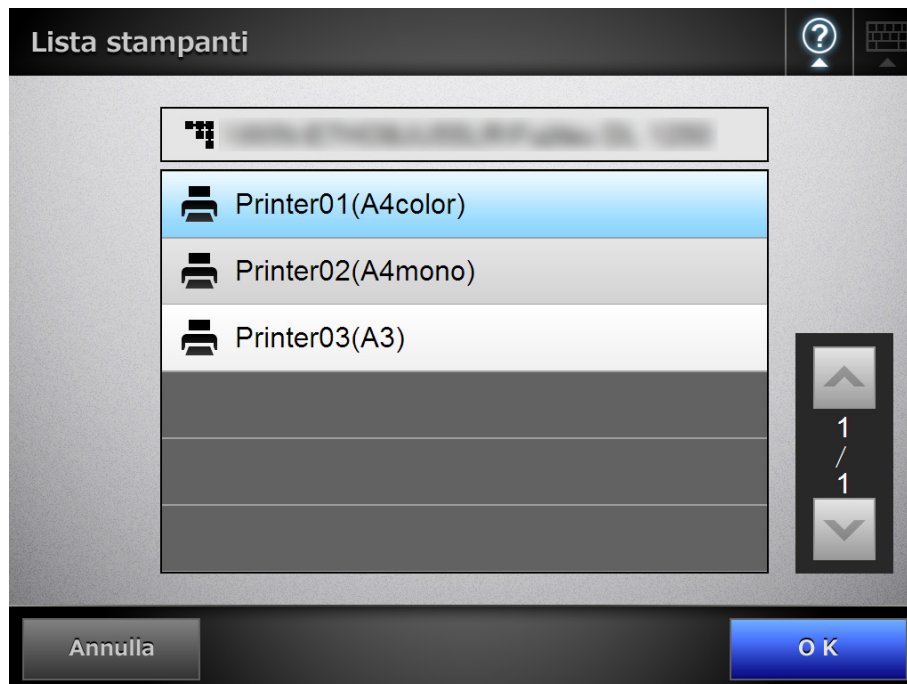 Lista stampanti
?
Printer01(A4color)
Printer02(A4mono)
Printer03(A3)
1
/
1
Annulla
OK